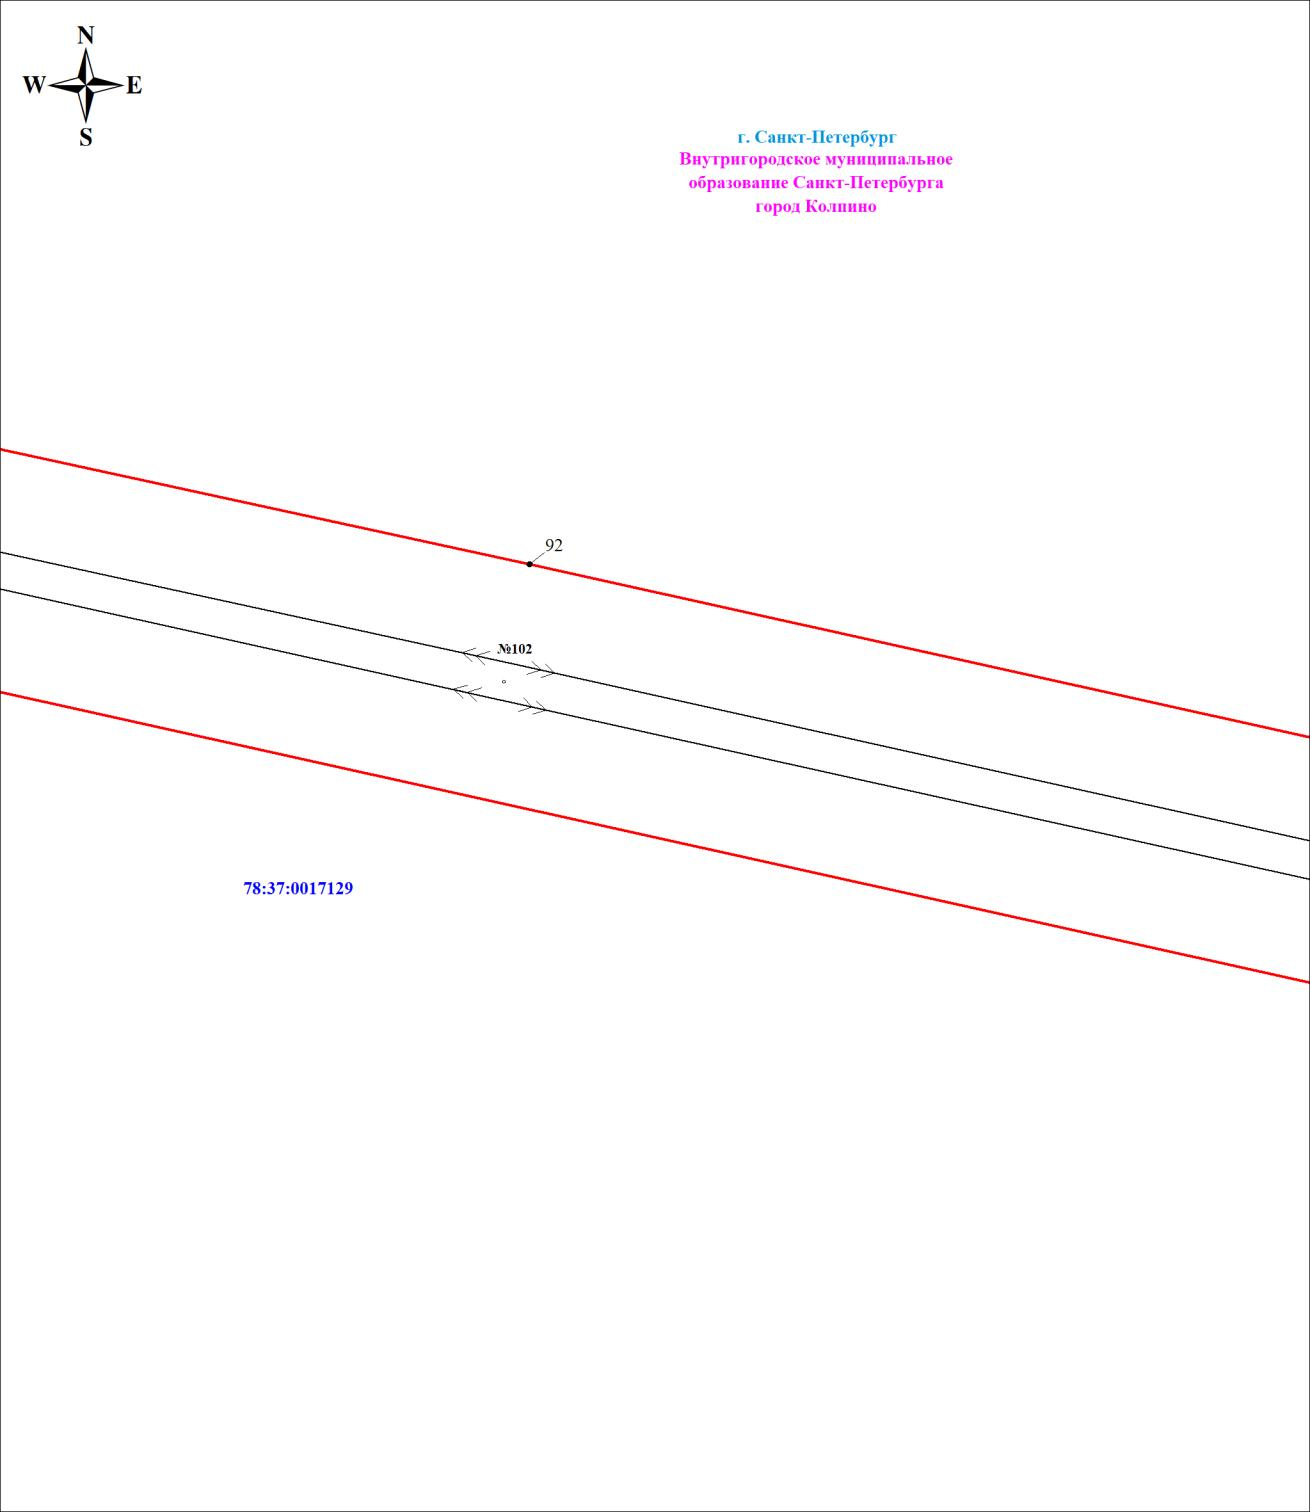 N
W E
S
г. Санкт-Петербург
Внутригородское муниципальное
образование Санкт-Петербурга
город Колпино
92
№102
78:37:0017129